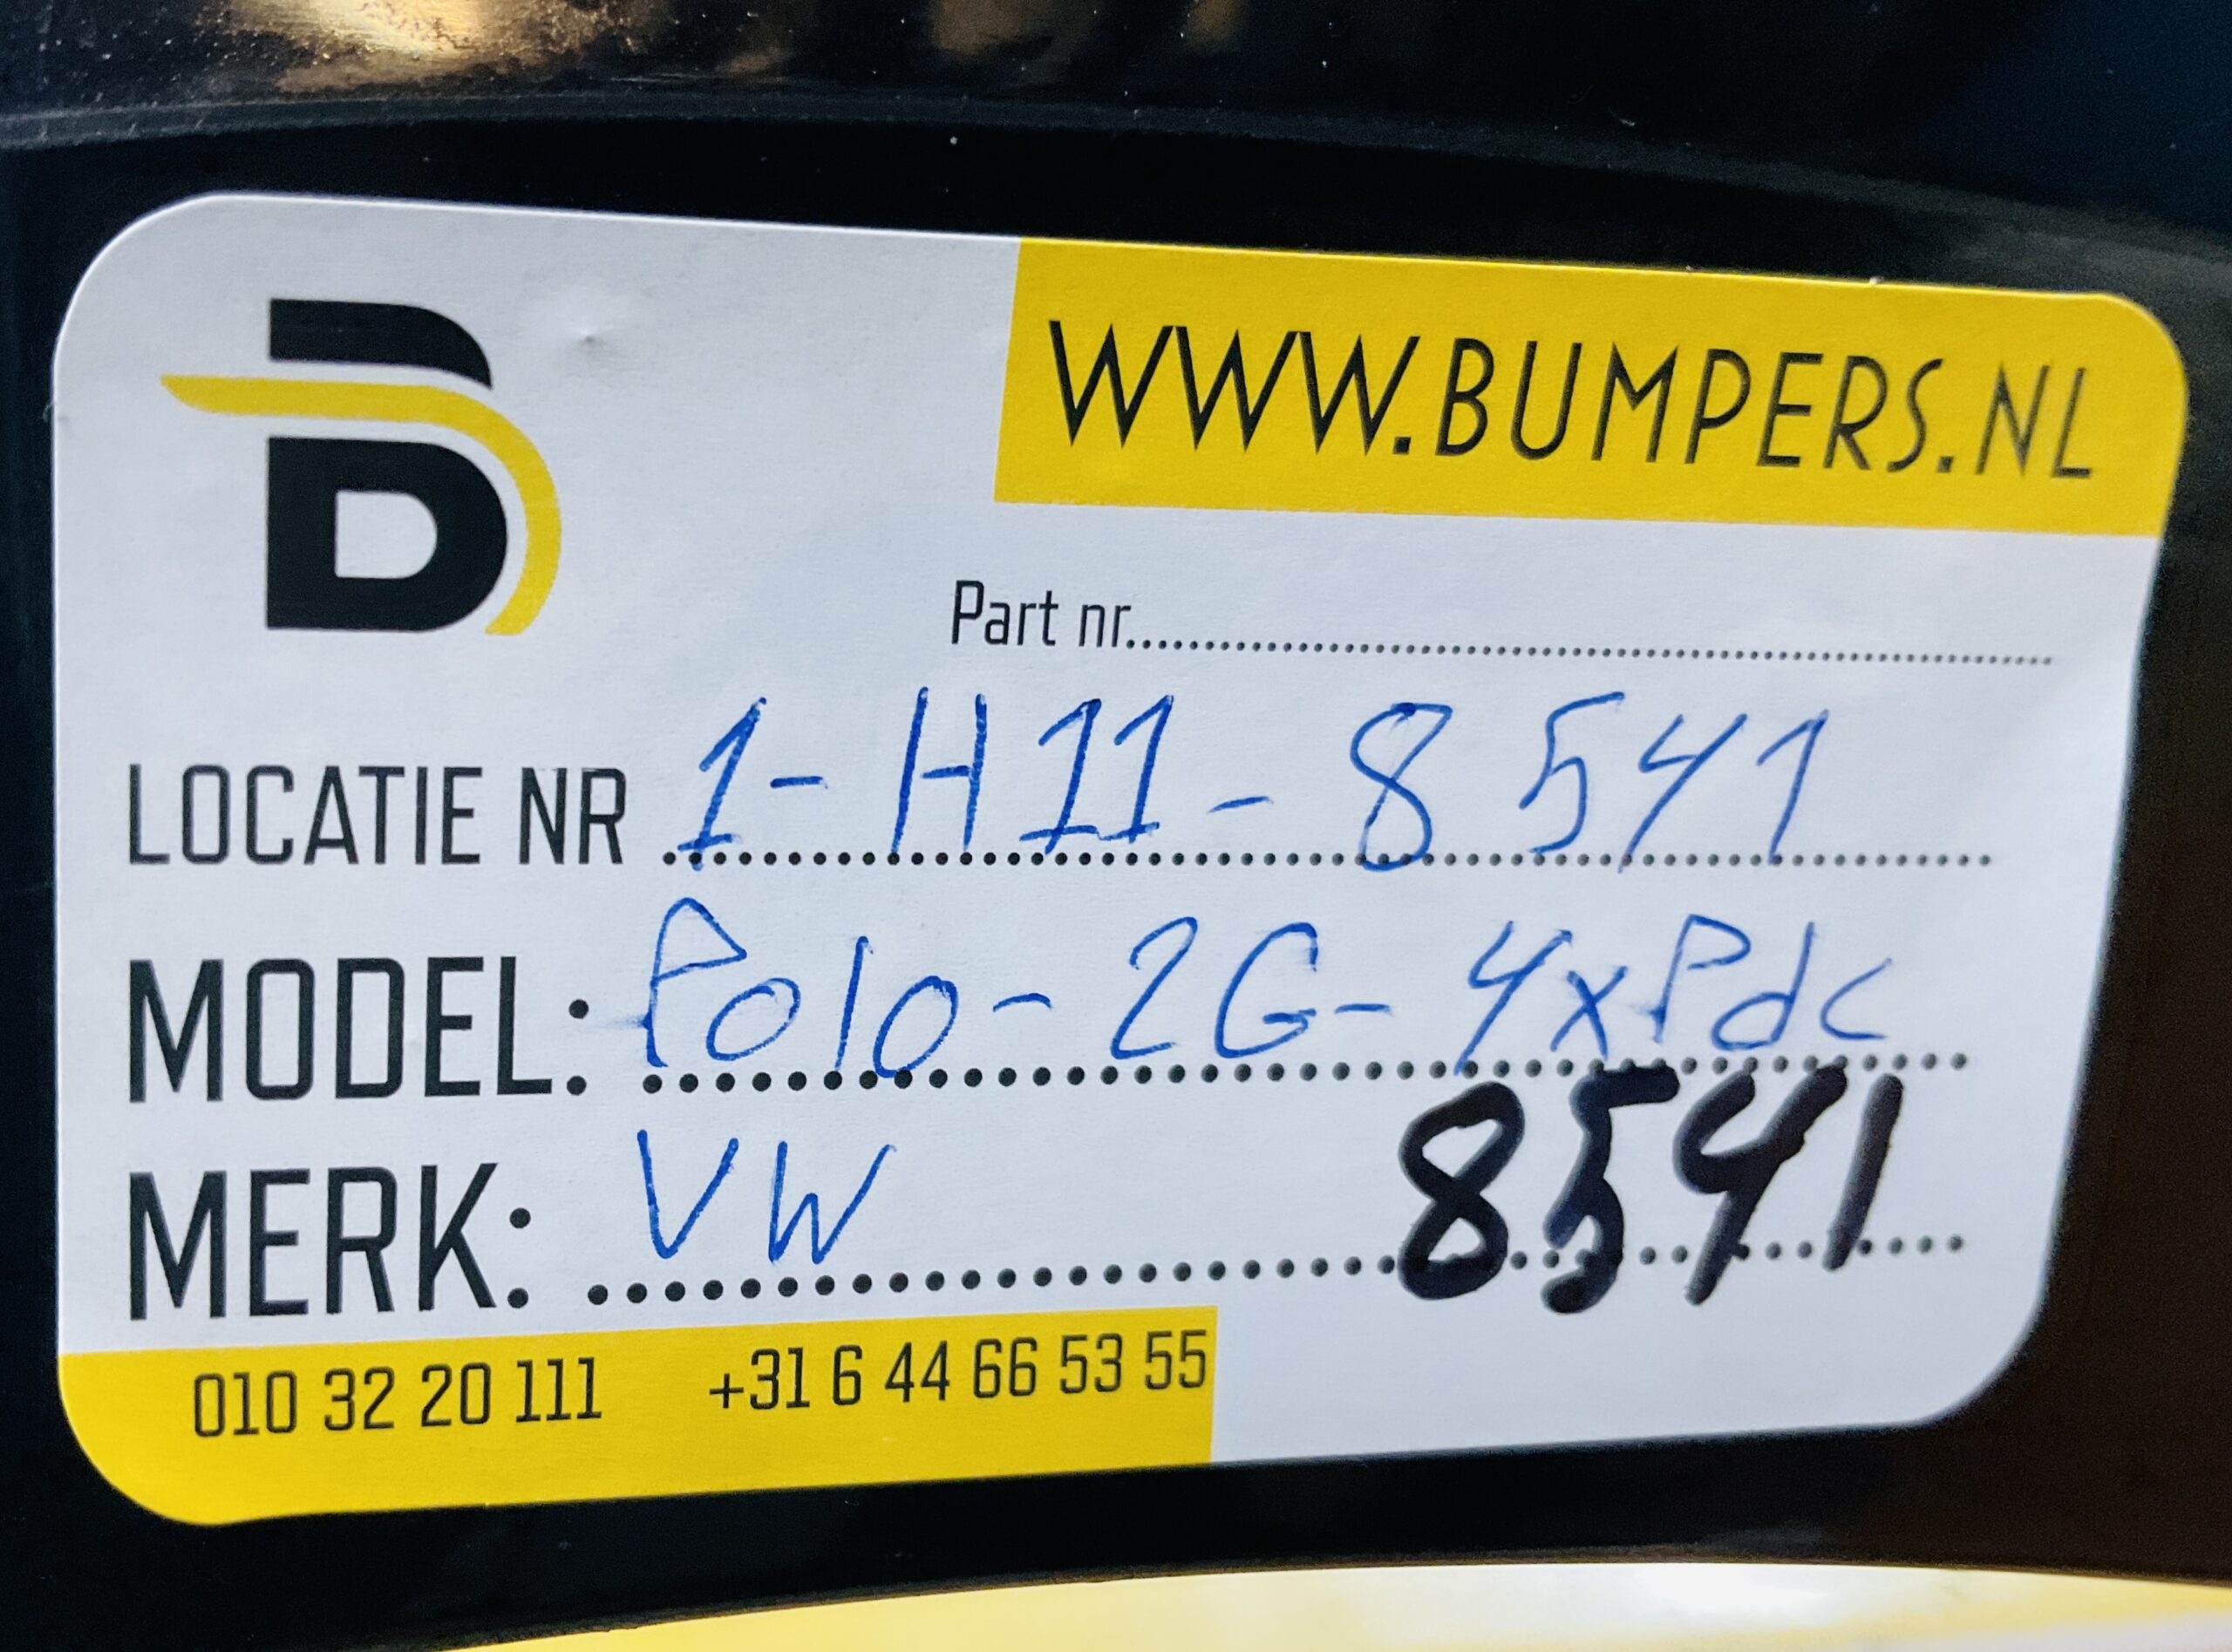 B
WWW.BUMPERS.NL
Part nr..........
LOCATIE NR 1-H11-8541
MODEL: Polo-2G-4xPdc
MERK: VW 8541
010 32 20 111 +31 6 44 66 53 55